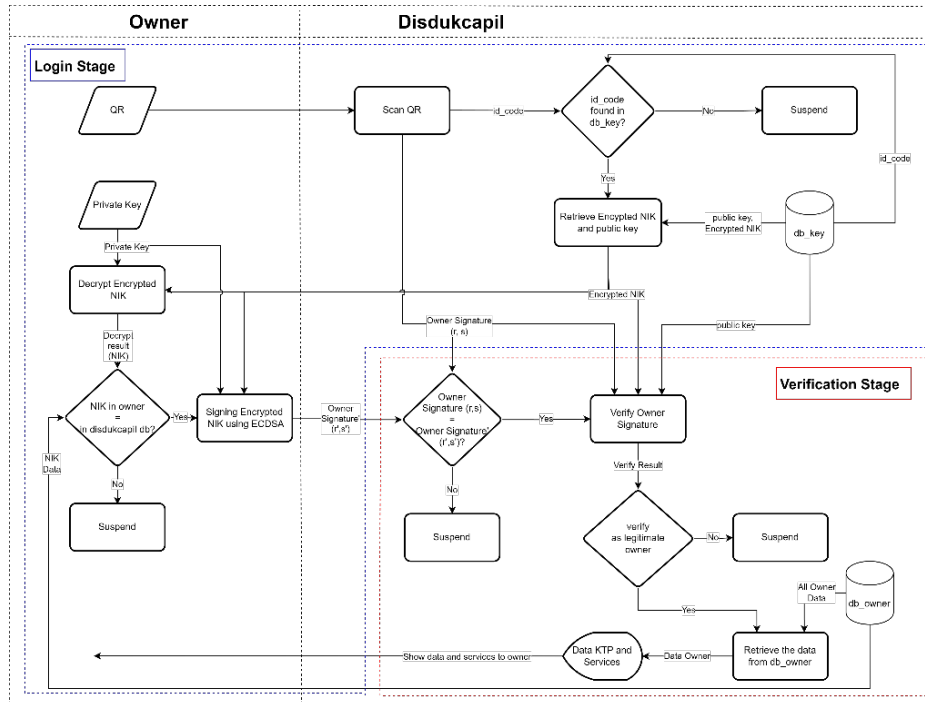 Owner
Disdukcapil
Login Stage
QR
Scan QR
id_code
id_code
found in
db_key?
No
Suspend
id_code
Yes
Private Key
Retrieve Encrypted NIK
and public key
public key,
Encrypted NIK
db_key
Private Key
Decrypt Encrypted
NIK
Encrypted NIK
Owner Signature
(r, s)
public key
Decrypt
result
(NIK)
Verification Stage
NIK in owner
=
in disdukcapil db?
Yes
Signing Encrypted
NIK using ECDSA
Owner
Signature'
(r',s')
Owner
Signature (r,s)
=
Owner Signature'
(r',s')?
Yes
Verify Owner
Signature
NIK
Data
No
Suspend
No
Suspend
Verify Result
verify
as legitimate
owner
No
Suspend
Yes
All Owner
Data
db_owner
Show data and services to owner
Data KTP and
Services
Data Owner
Retrieve the data
from db_owner